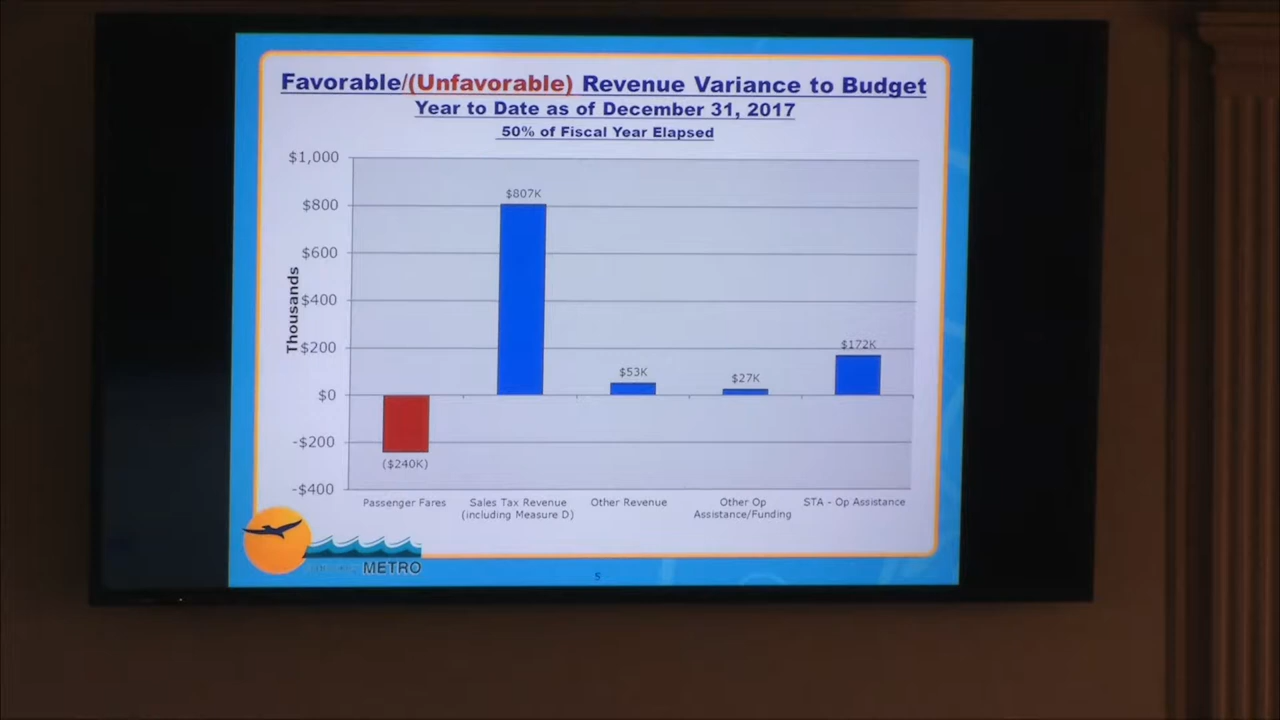 Favorable/(Unfavorable) Revenue Variance to Budget
Year to Date as of December 31, 2017
50% of Fiscal Year Elapsed
$1,000
$800
$600
$400
$200
$0
-$200
-$400
Thousands
($240K)
$807K
$53K
$27K
$172K
Passenger Fares
Sales Tax Revenue
(including Measure D)
Other Revenue
Other Op
Assistance/Funding
STA - Op Assistance
METRO
5